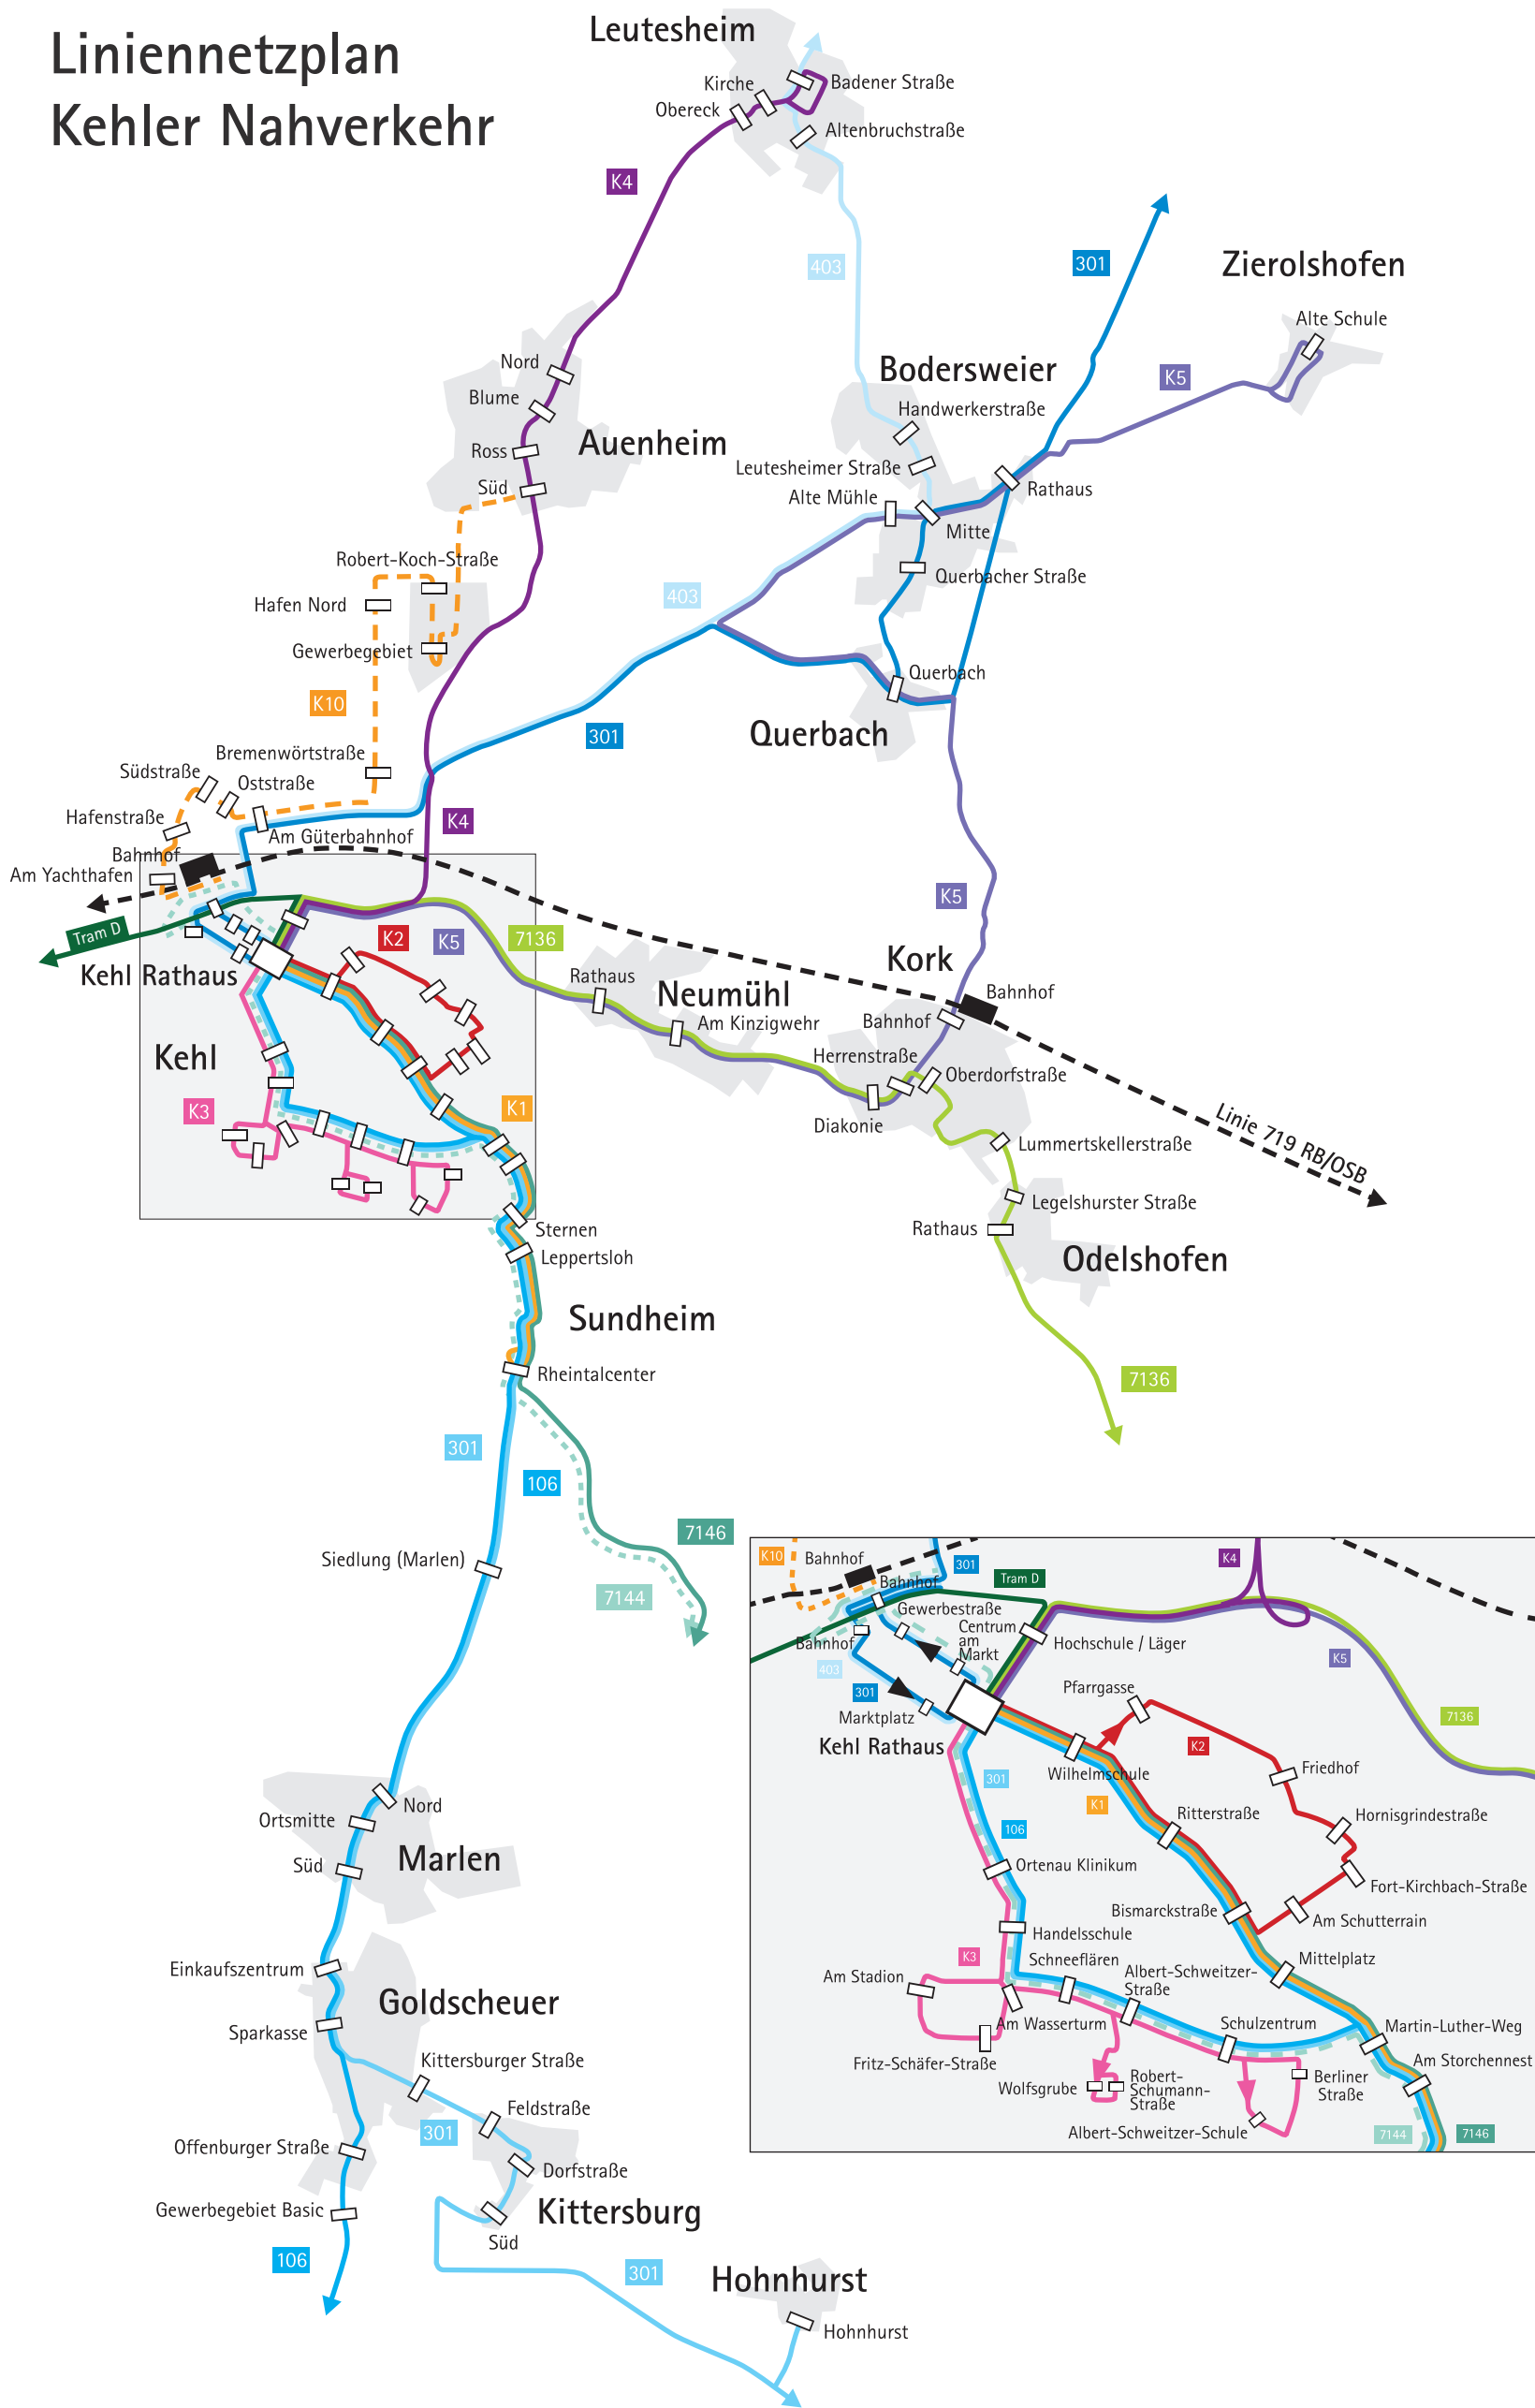 Liniennetzplan
Kehler Nahverkehr
Leutesheim
Kirche
Badener Straße
Obereck
Altenbruchstraße
K4
403
301
Zierolshofen
Alte Schule
K5
Nord
Blume
Auenheim
Ross
Süd
Bodersweier
Handwerkerstraße
Leutesheimer Straße
Alte Mühle
Rathaus
Mitte
Querbacher Straße
403
Robert-Koch-Straße
Hafen Nord
Gewerbegebiet
K10
Querbach
Querbach
301
Bremenwörtstraße
Südstraße
Oststraße
Hafenstraße
Am Güterbahnhof
K4
Bahnhof
Am Yachthafen
Tram D
K2
K5
7136
K5
Kehl Rathaus
Kehl
K3
K1
Rathaus
Neumühl
Am Kinzigwehr
Kork
Bahnhof
Bahnhof
Herrenstraße
Oberdorfstraße
Diakonie
Linie 719 RB/OSB
Lummertskellerstraße
Legelshurster Straße
Rathaus
Odelshofen
7136
Sternen
Leppertsloh
Sundheim
Rheintalcenter
301
106
7146
7144
Siedlung (Marlen)
Nord
Ortsmitte
Süd
Marlen
Einkaufszentrum
Goldscheuer
Sparkasse
Kittersburger Straße
Feldstraße
301
Offenburger Straße
Dorfstraße
Gewerbegebiet Basic
Kittersburg
Süd
106
301
Hohnhurst
Hohnhurst
K10
Bahnhof
301
Tram D
K4
Bahnhof
Gewerbestraße
Centrum
am
Markt
Bahnhof
Hochschule / Läger
403
301
K5
Pfarrgasse
Marktplatz
7136
Kehl Rathaus
K2
Wilhelmschule
Friedhof
301
K1
106
Ritterstraße
Hornisgrindestraße
Ortenau Klinikum
Fort-Kirchbach-Straße
Bismarckstraße
Am Schutterrain
Handelsschule
K3
Schneeflären
Mittelplatz
Am Stadion
Albert-Schweitzer-
Straße
Am Wasserturm
Schulzentrum
Martin-Luther-Weg
Fritz-Schäfer-Straße
Am Storchennest
Wolfsgrube
Robert-
Schumann-
Straße
Berliner
Straße
Albert-Schweitzer-Schule
7144
7146